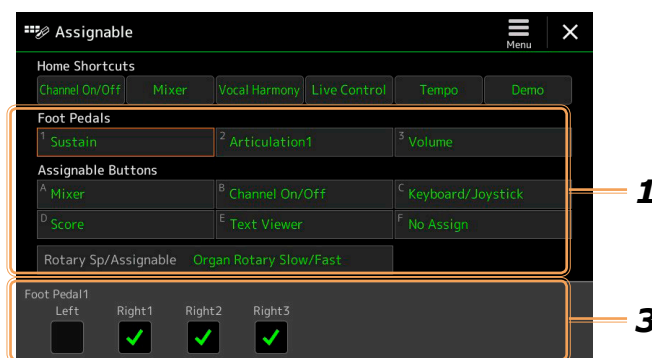 Assignable
Menu
Home Shortcuts
Channel On/Off Mixer Vocal Harmony Live Control Tempo Demo
Foot Pedals
1 Sustain 2 Articulation1 3 Volume
Assignable Buttons
A Mixer B Channel On/Off C Keyboard/Joystick
D Score E Text Viewer F No Assign
Rotary Sp/Assignable Organ Rotary Slow/Fast
1
Foot Pedal1
Left Right1 Right2 Right3
3